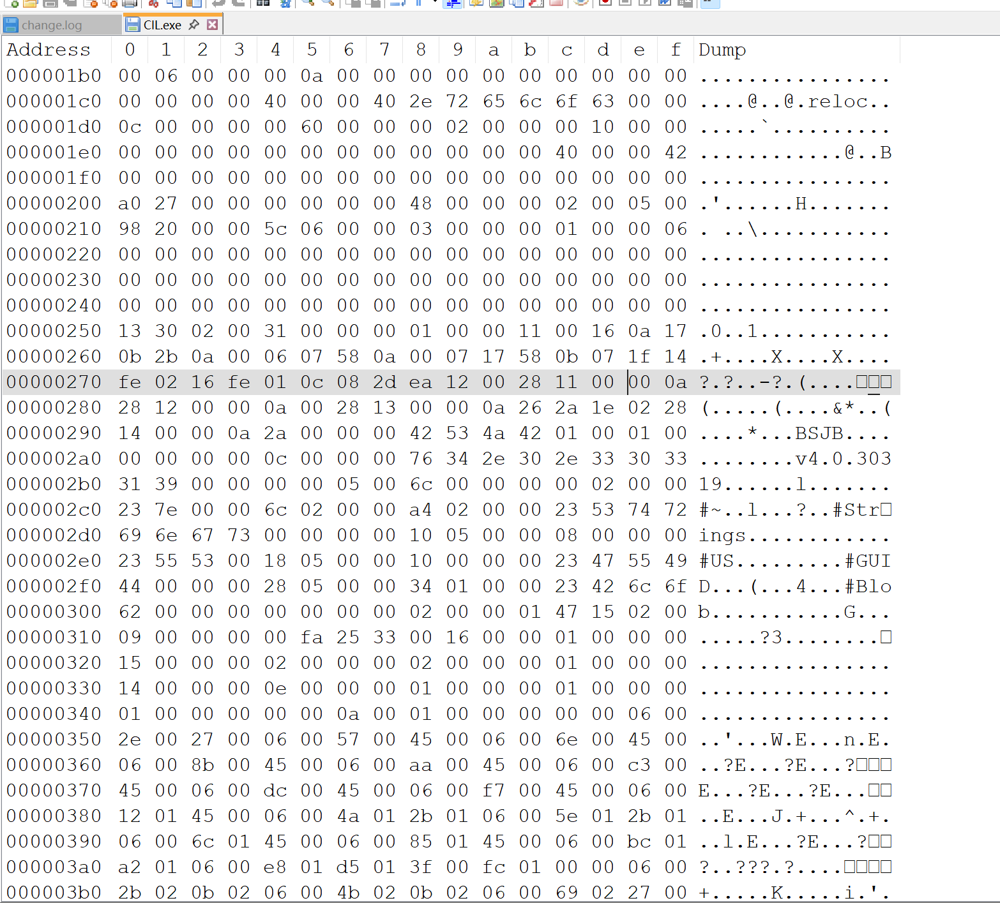 change.log CIL.exe
Address 0 1 2 3 4 5 6 7 8 9 a b c d e f Dump
000001b0 00 06 00 00 00 0a 00 00 00 00 00 00 00 00 00 00 ................
000001c0 00 00 00 00 40 00 00 40 2e 72 65 6c 6f 63 00 00 ....@..@.reloc..
000001d0 0c 00 00 00 00 60 00 00 00 02 00 00 00 10 00 00 .....`..........
000001e0 00 00 00 00 00 00 00 00 00 00 00 00 40 00 00 42 ............@..B
000001f0 00 00 00 00 00 00 00 00 00 00 00 00 00 00 00 00 ................
00000200 a0 27 00 00 00 00 00 00 48 00 00 00 02 00 05 00 .'......H.......
00000210 98 20 00 00 5c 06 00 00 03 00 00 00 01 00 00 06 . ..\...........
00000220 00 00 00 00 00 00 00 00 00 00 00 00 00 00 00 00 ................
00000230 00 00 00 00 00 00 00 00 00 00 00 00 00 00 00 00 ................
00000240 00 00 00 00 00 00 00 00 00 00 00 00 00 00 00 00 ................
00000250 13 30 02 00 31 00 00 00 01 00 00 11 00 16 0a 17 .0..1...........
00000260 0b 2b 0a 00 06 07 58 0a 00 07 17 58 0b 07 1f 14 .+....X....X....
00000270 fe 02 16 fe 01 0c 08 2d ea 12 00 28 11 00 00 0a ?.?..-?.(....□□□
00000280 28 12 00 00 0a 00 28 13 00 00 0a 26 2a 1e 02 28 (.....(....&*..(
00000290 14 00 00 0a 2a 00 00 00 42 53 4a 42 01 00 01 00 ....*...BSJB....
000002a0 00 00 00 00 0c 00 00 00 76 34 2e 30 2e 33 30 33 ........v4.0.303
000002b0 31 39 00 00 00 00 05 00 6c 00 00 00 00 02 00 00 19......l.......
000002c0 23 7e 00 00 6c 02 00 00 a4 02 00 00 23 53 74 72 #~..l...?..#Str□
000002d0 69 6e 67 73 00 00 00 00 10 05 00 00 08 00 00 00 ings............
000002e0 23 55 53 00 18 05 00 00 10 00 00 00 23 47 55 49 #US.........#GUI
000002f0 44 00 00 00 28 05 00 00 34 01 00 00 23 42 6c 6f D...(...4...#Blo
00000300 62 00 00 00 00 00 00 00 02 00 00 01 47 15 02 00 b...........G...
00000310 09 00 00 00 00 fa 25 33 00 16 00 00 01 00 00 00 .....?3........□
00000320 15 00 00 00 02 00 00 00 02 00 00 00 01 00 00 00 ................
00000330 14 00 00 00 0e 00 00 00 01 00 00 00 01 00 00 00 ................
00000340 01 00 00 00 00 00 0a 00 01 00 00 00 00 00 06 00 ................
00000350 2e 00 27 00 06 00 57 00 45 00 06 00 6e 00 45 00 ..'...W.E...n.E.
00000360 06 00 8b 00 45 00 06 00 aa 00 45 00 06 00 c3 00 ..?E...?E...?□□□
00000370 45 00 06 00 dc 00 45 00 06 00 f7 00 45 00 06 00 E...?E...?E...□□
00000380 12 01 45 00 06 00 4a 01 2b 01 06 00 5e 01 2b 01 ..E...J.+...^.+.
00000390 06 00 6c 01 45 00 06 00 85 01 45 00 06 00 bc 01 ..l.E...?E...?□□
000003a0 a2 01 06 00 e8 01 d5 01 3f 00 fc 01 00 00 06 00 ?..???.?....□□□□
000003b0 2b 02 0b 02 06 00 4b 02 0b 02 06 00 69 02 27 00 +.....K.....i.'.